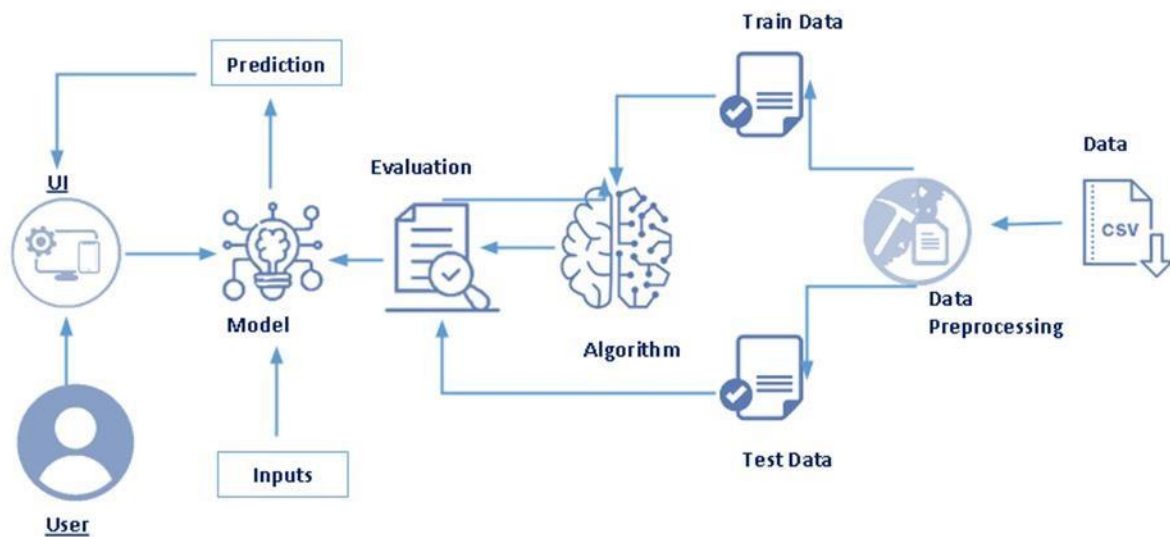 Train Data
Prediction
Data
Evaluation
UI
CSV
Model
Data
Preprocessing
Algorithm
Inputs
Test Data
User